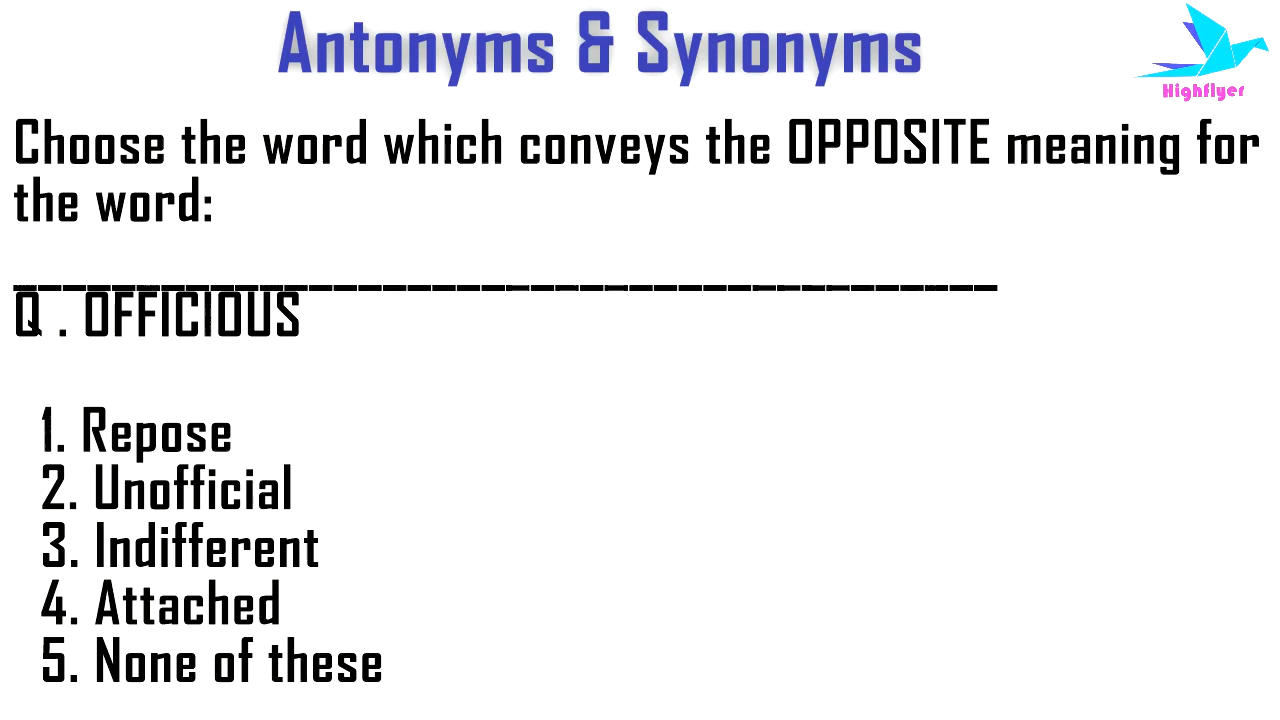 Antonyms & Synonyms
Highflyer
Choose the word which conveys the OPPOSITE meaning for
the word:
________________________________________
Q . OFFICIOUS
1. Repose
2. Unofficial
3. Indifferent
4. Attached
5. None of these